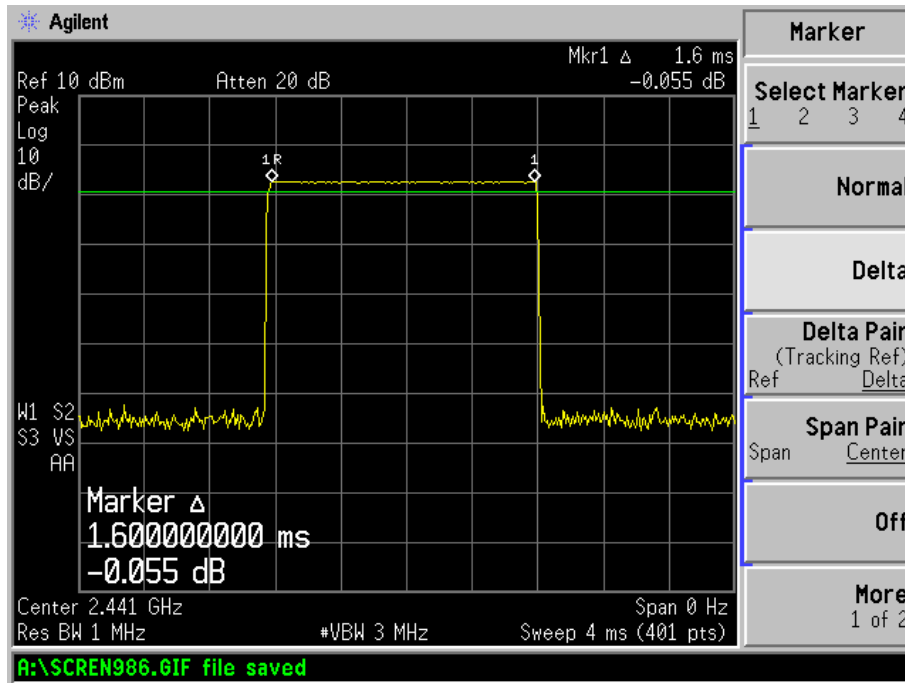 Agilent
Marker
Mkr1 Δ 1.6 ms
Ref 10 dBm Atten 20 dB -0.055 dB
Peak
Log
10
dB/
1R 1
W1 S2
S3 VS
AA
Marker Δ
1.600000000 ms
-0.055 dB
Center 2.441 GHz Span 0 Hz
Res BW 1 MHz #VBW 3 MHz Sweep 4 ms (401 pts)
A:\SCREN986.GIF file saved
Select Marker
1 2 3 4
Normal
Delta
Delta Pair
(Tracking Ref)
Ref Delta
Span Pair
Span Center
Off
More
1 of 2